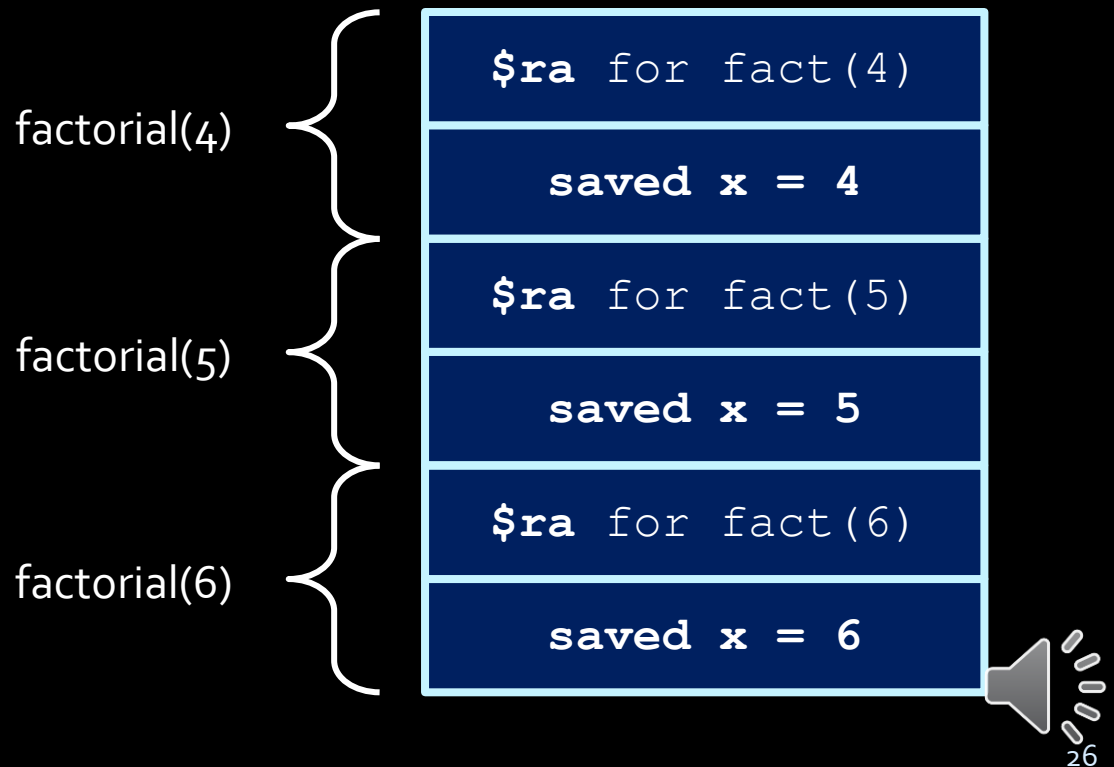 $ra for fact(4)
factorial(4)
saved x = 4
$ra for fact(5)
factorial(5)
saved x = 5
$ra for fact(6)
factorial(6)
saved x = 6
26